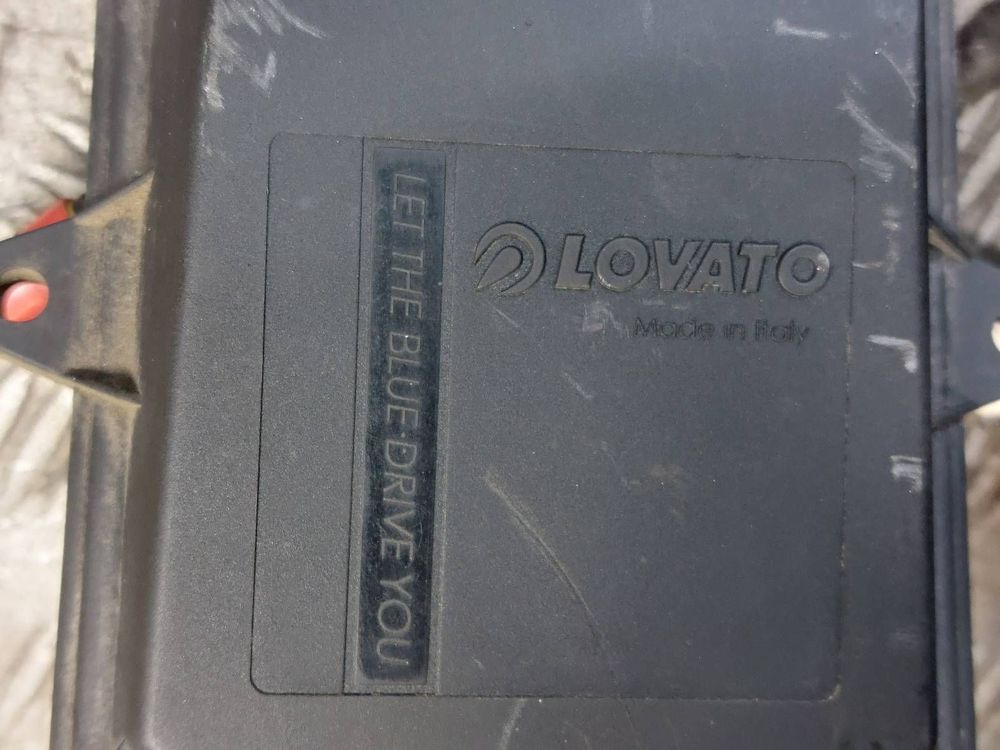 LOVATO
Made in Italy
LET THE BLUE·DRIVE YOU